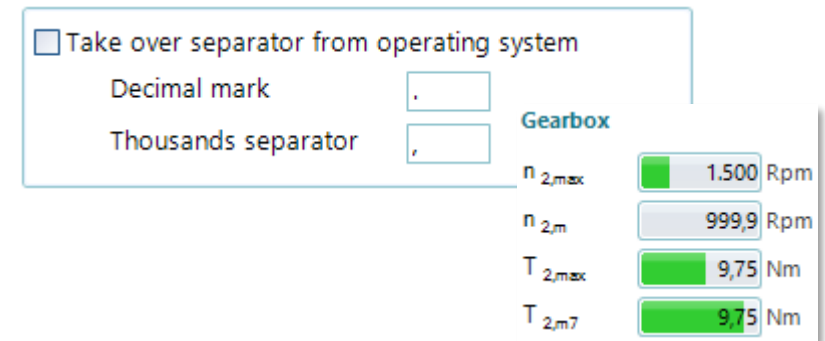 Take over separator from operating system
Decimal mark .
Thousands separator ,
Gearbox
n 2,max 1.500 Rpm
n 2,m 999,9 Rpm
T 2,max 9,75 Nm
T 2,m7 9,75 Nm